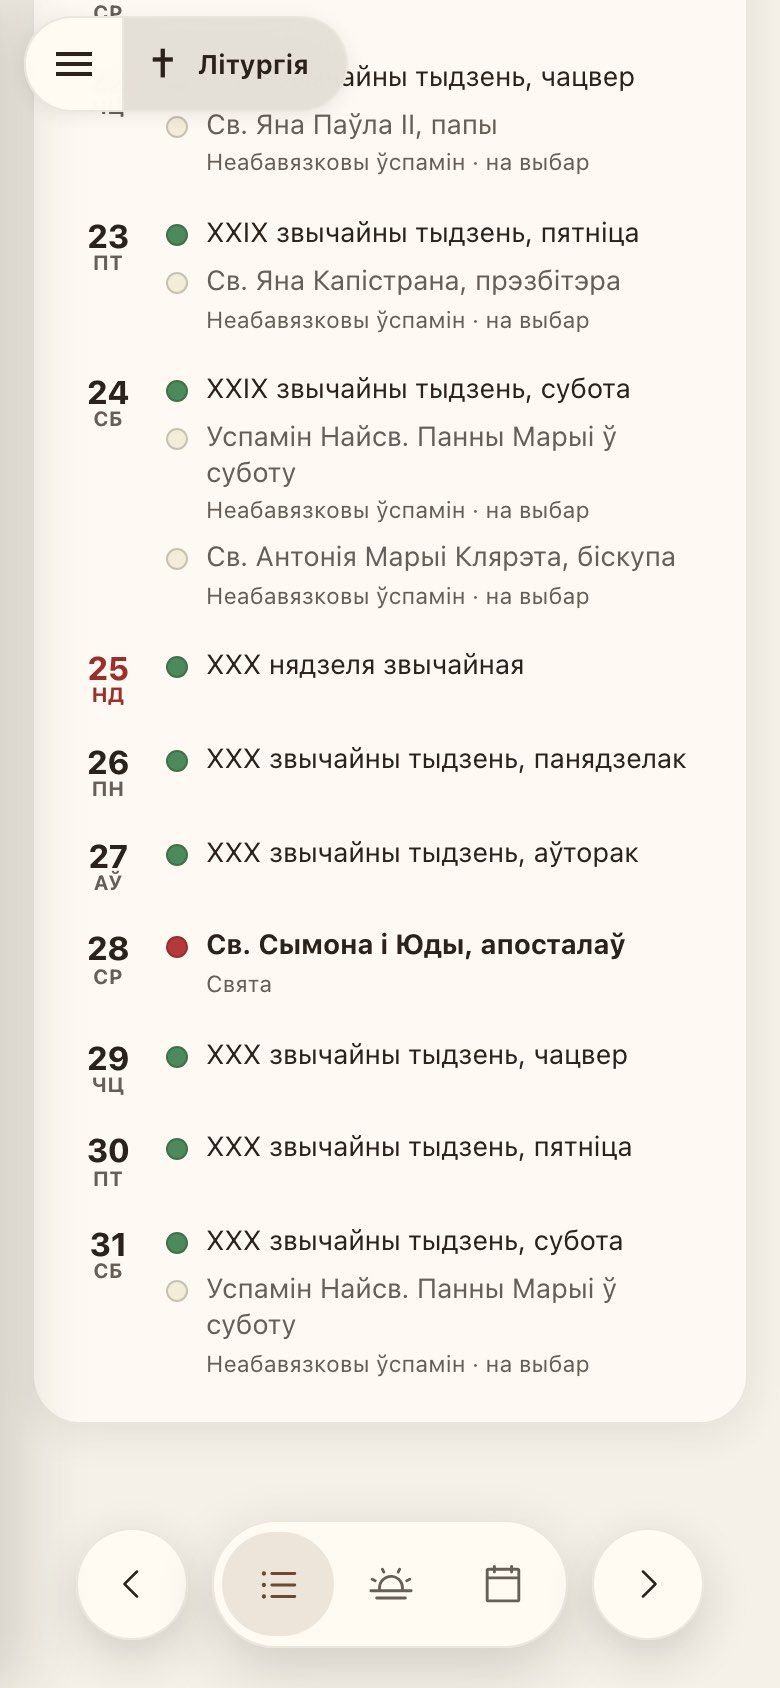 СР
Літургія
чацвер
Св. Яна Паўла II, папы
Неабавязковы ўспамін · на выбар
23
ПТ
XXIX звычайны тыдзень, пятніца
Св. Яна Капістрана, прэзбітэра
Неабавязковы ўспамін · на выбар
24
СБ
XXIX звычайны тыдзень, субота
Успамін Найсв. Панны Марыі ў
суботу
Неабавязковы ўспамін · на выбар
Св. Антонія Марыі Клярэта, біскупа
Неабавязковы ўспамін · на выбар
25
НД
XXX нядзеля звычайная
26
ПН
XXX звычайны тыдзень, панядзелак
27
АЎ
XXX звычайны тыдзень, аўторак
28
СР
Св. Сымона і Юды, апосталаў
Свята
29
ЧЦ
XXX звычайны тыдзень, чацвер
30
ПТ
XXX звычайны тыдзень, пятніца
31
СБ
XXX звычайны тыдзень, субота
Успамін Найсв. Панны Марыі ў
суботу
Неабавязковы ўспамін · на выбар